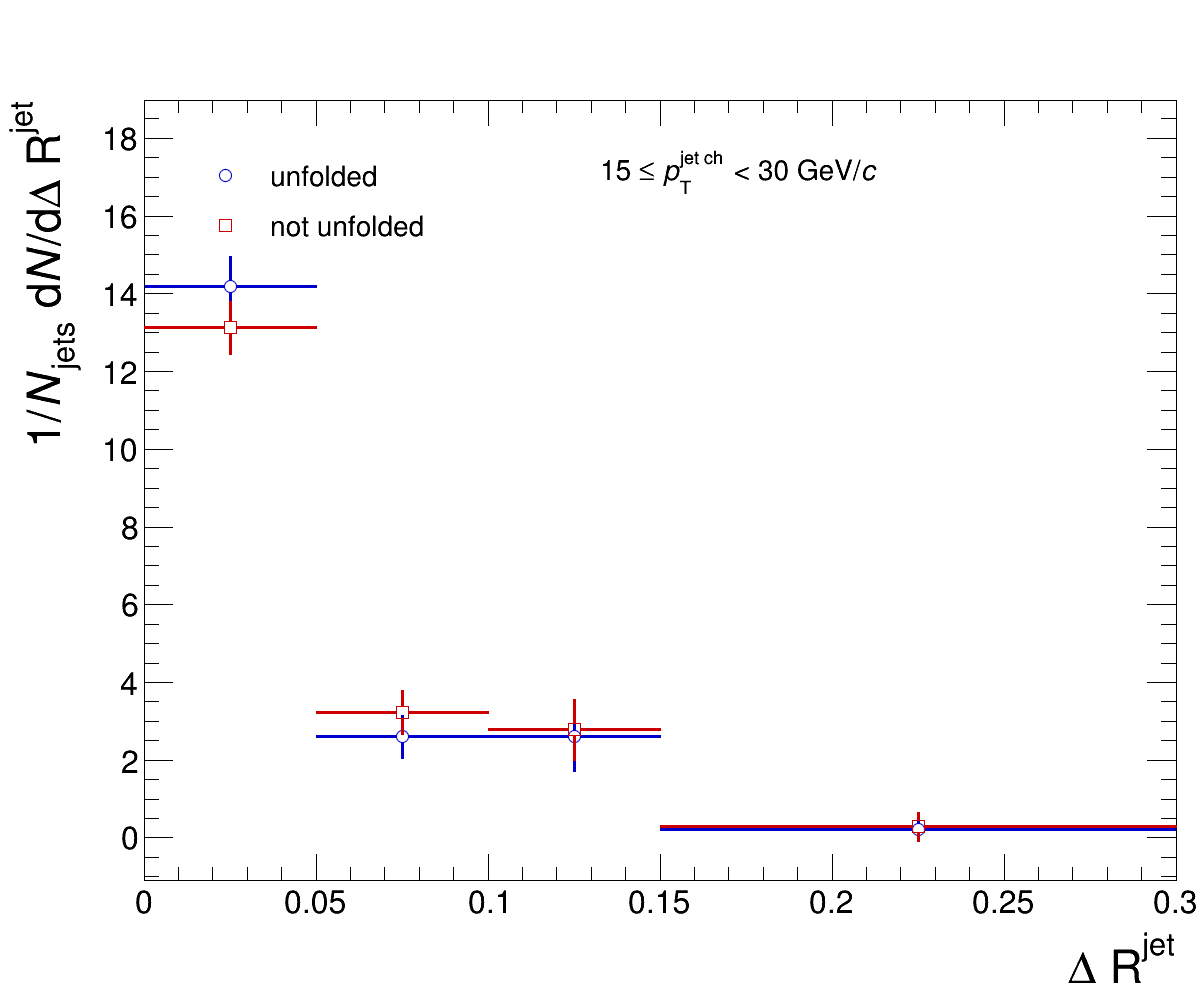 1/N_jets dN/dΔ R^jet
18
16
14
12
10
8
6
4
2
0
unfolded
not unfolded
15 ≤ p_T^jet ch < 30 GeV/c
0 0.05 0.1 0.15 0.2 0.25 0.3
Δ R^jet